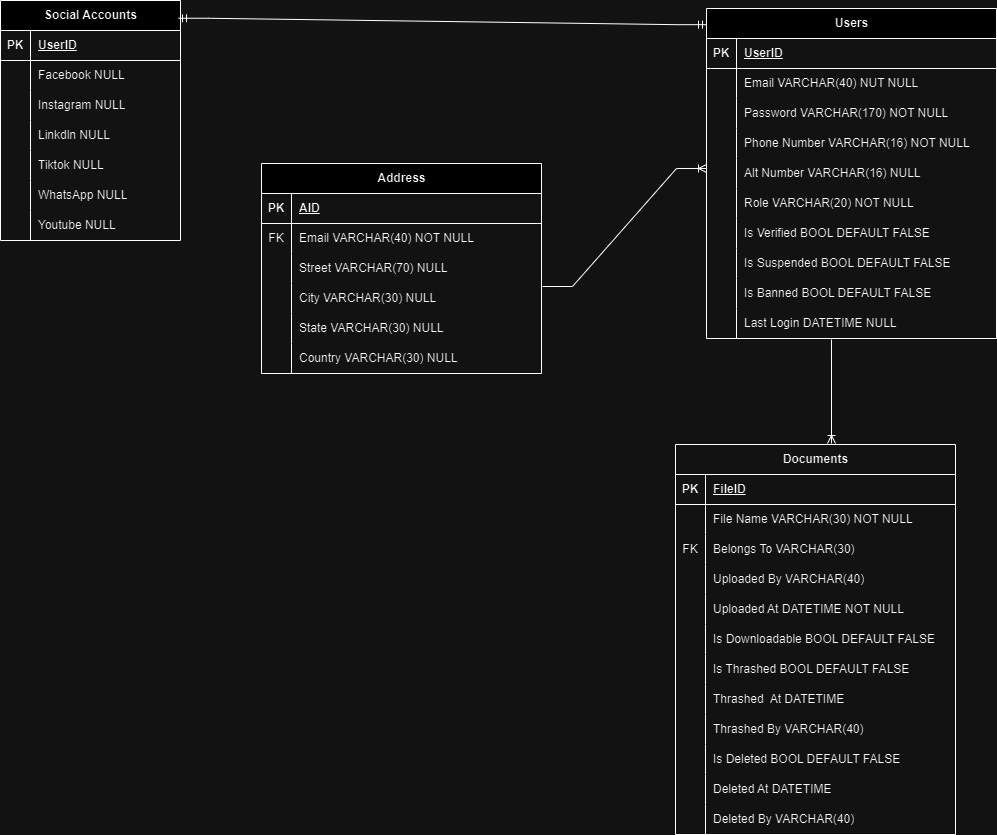 Social Accounts
PK UserID
Facebook NULL
Instagram NULL
LinkdIn NULL
Tiktok NULL
WhatsApp NULL
Youtube NULL
Users
PK UserID
Email VARCHAR(40) NUT NULL
Password VARCHAR(170) NOT NULL
Phone Number VARCHAR(16) NOT NULL
Alt Number VARCHAR(16) NULL
Role VARCHAR(20) NOT NULL
Is Verified BOOL DEFAULT FALSE
Is Suspended BOOL DEFAULT FALSE
Is Banned BOOL DEFAULT FALSE
Last Login DATETIME NULL
Address
PK AID
FK Email VARCHAR(40) NOT NULL
Street VARCHAR(70) NULL
City VARCHAR(30) NULL
State VARCHAR(30) NULL
Country VARCHAR(30) NULL
Documents
PK FileID
File Name VARCHAR(30) NOT NULL
FK Belongs To VARCHAR(30)
Uploaded By VARCHAR(40)
Uploaded At DATETIME NOT NULL
Is Downloadable BOOL DEFAULT FALSE
Is Thrashed BOOL DEFAULT FALSE
Thrashed  At DATETIME
Thrashed By VARCHAR(40)
Is Deleted BOOL DEFAULT FALSE
Deleted At DATETIME
Deleted By VARCHAR(40)